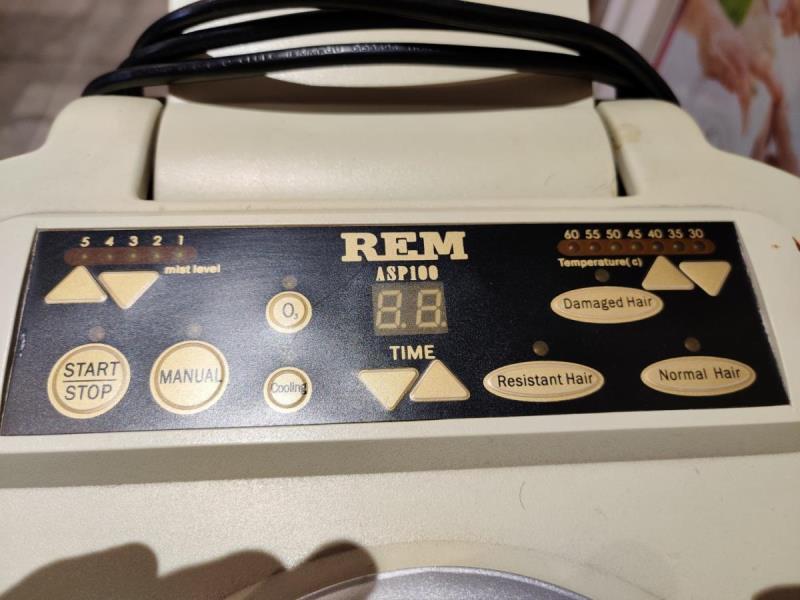 5 4 3 2 1
mist level
REM
ASP100
60 55 50 45 40 35 30
Temperature(c)
O3
8.8.
Damaged Hair
START
STOP
MANUAL
Cooling
TIME
Resistant Hair
Normal Hair